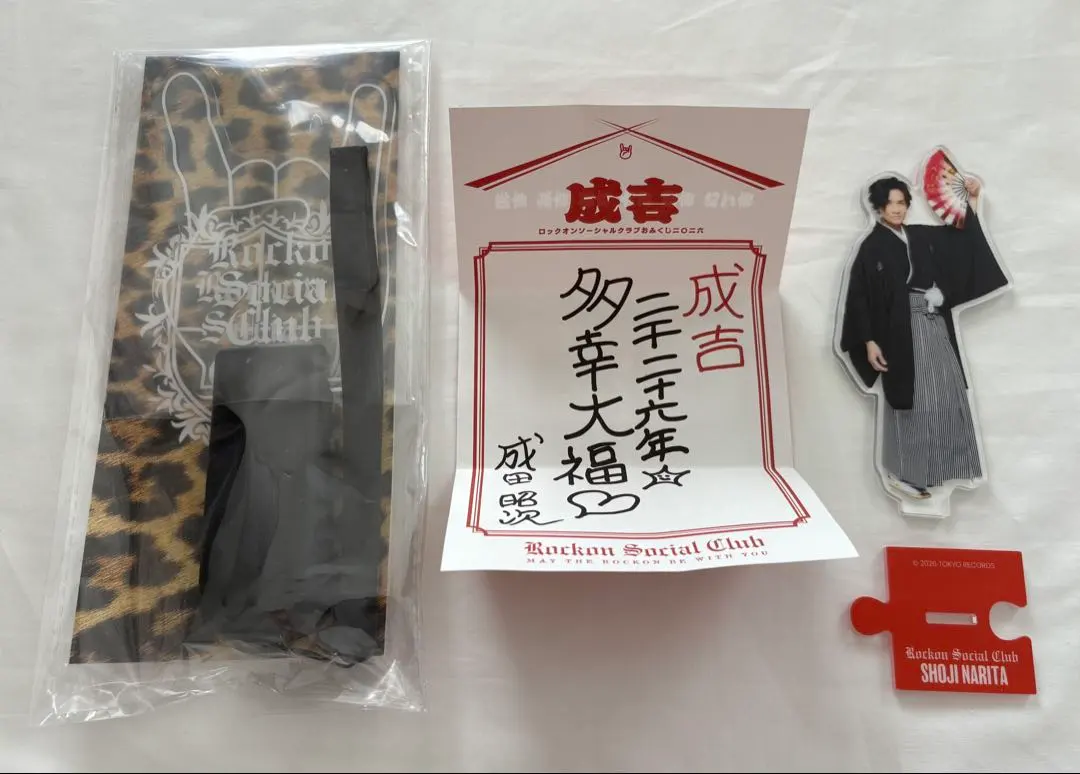 Rockon
Social
Club
成吉
ロックオンソーシャルクラブおみくじ二〇二六
成吉
二千二十六年
多幸大福
成田昭次
Rockon Social Club
MAY THE ROCKON BE WITH YOU
© 2026 TOKYO RECORDS
Rockon Social Club
SHOJI NARITA